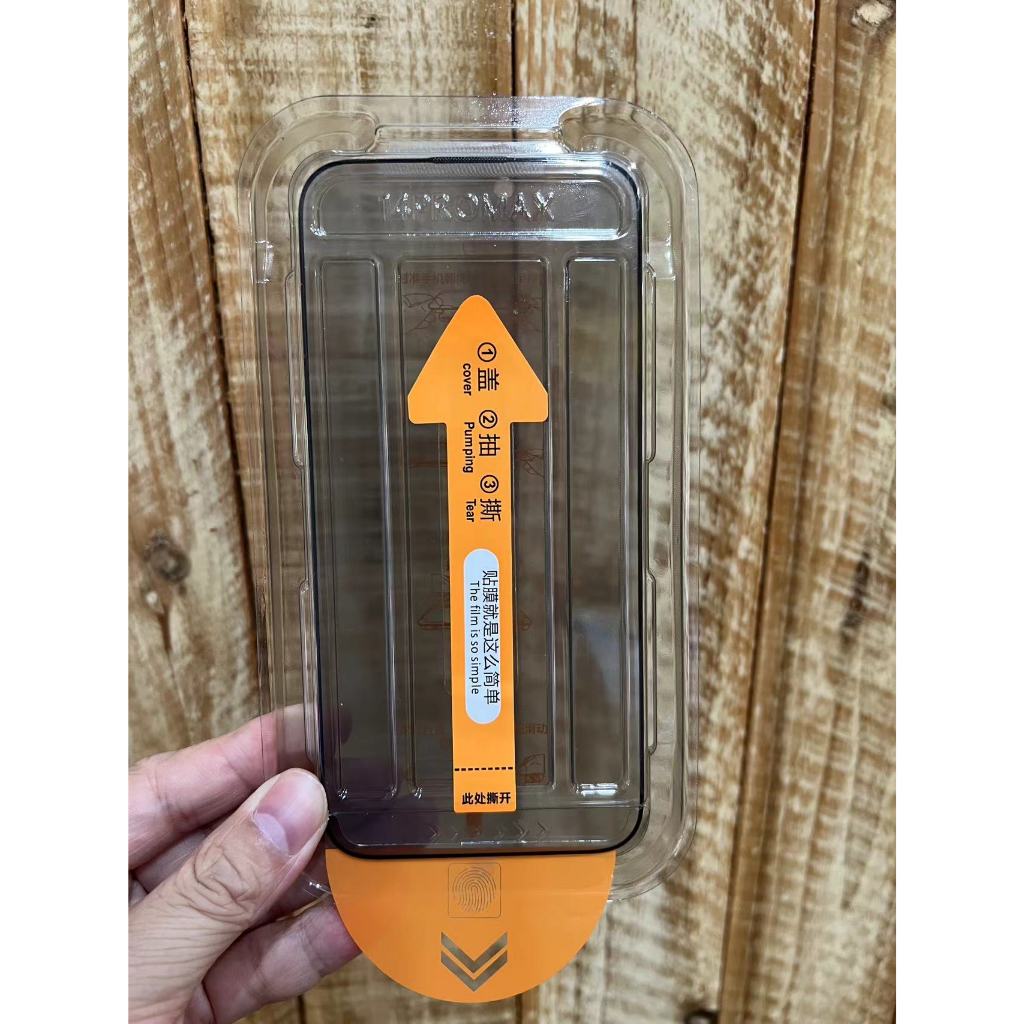 14PROMAX
① 盖
cover
② 抽
Pumping
③ 撕
Tear
贴膜就是这么简单
The film is so simple
此处撕开